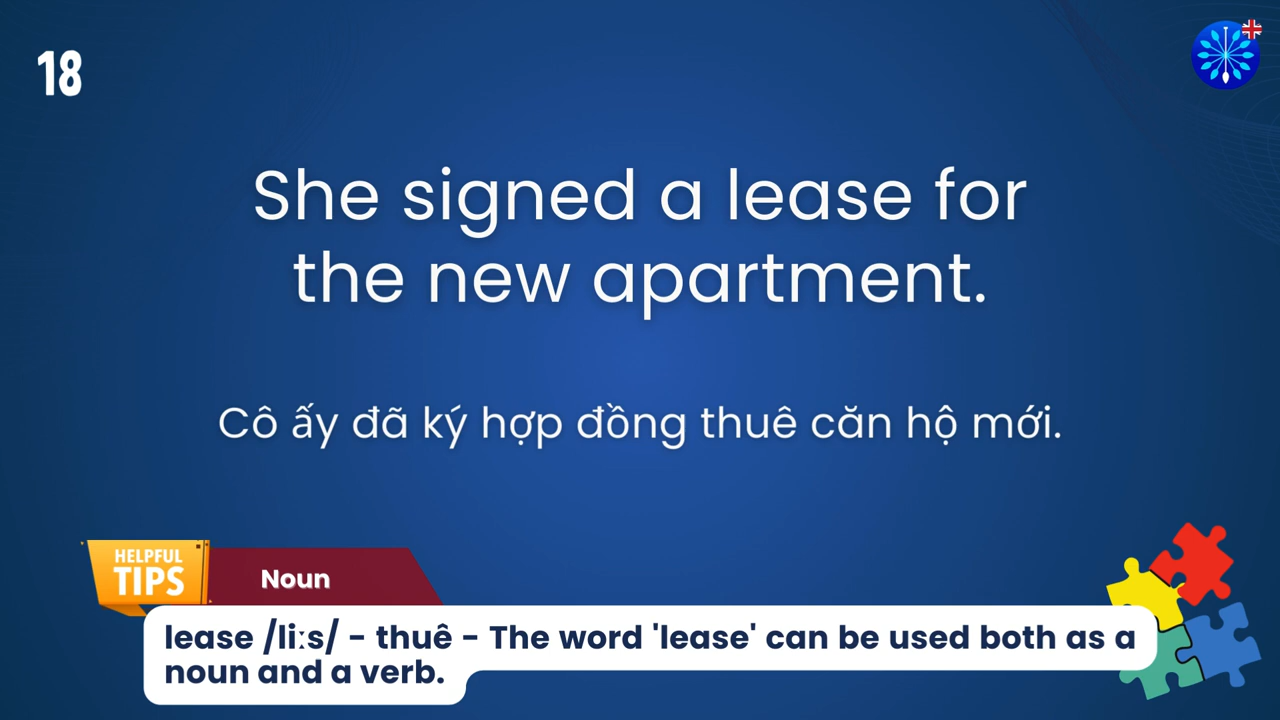 18
She signed a lease for
the new apartment.
Cô ấy đã ký hợp đồng thuê căn hộ mới.
HELPFUL
TIPS
Noun
lease /liːs/ - thuê - The word 'lease' can be used both as a
noun and a verb.